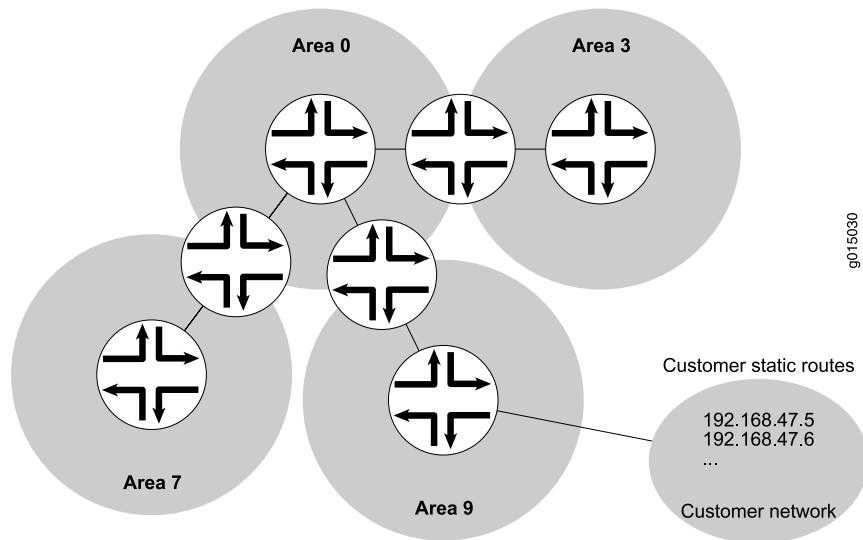 Area 0
Area 3
g015030
Customer static routes
192.168.47.5
192.168.47.6
...
Area 7
Area 9
Customer network